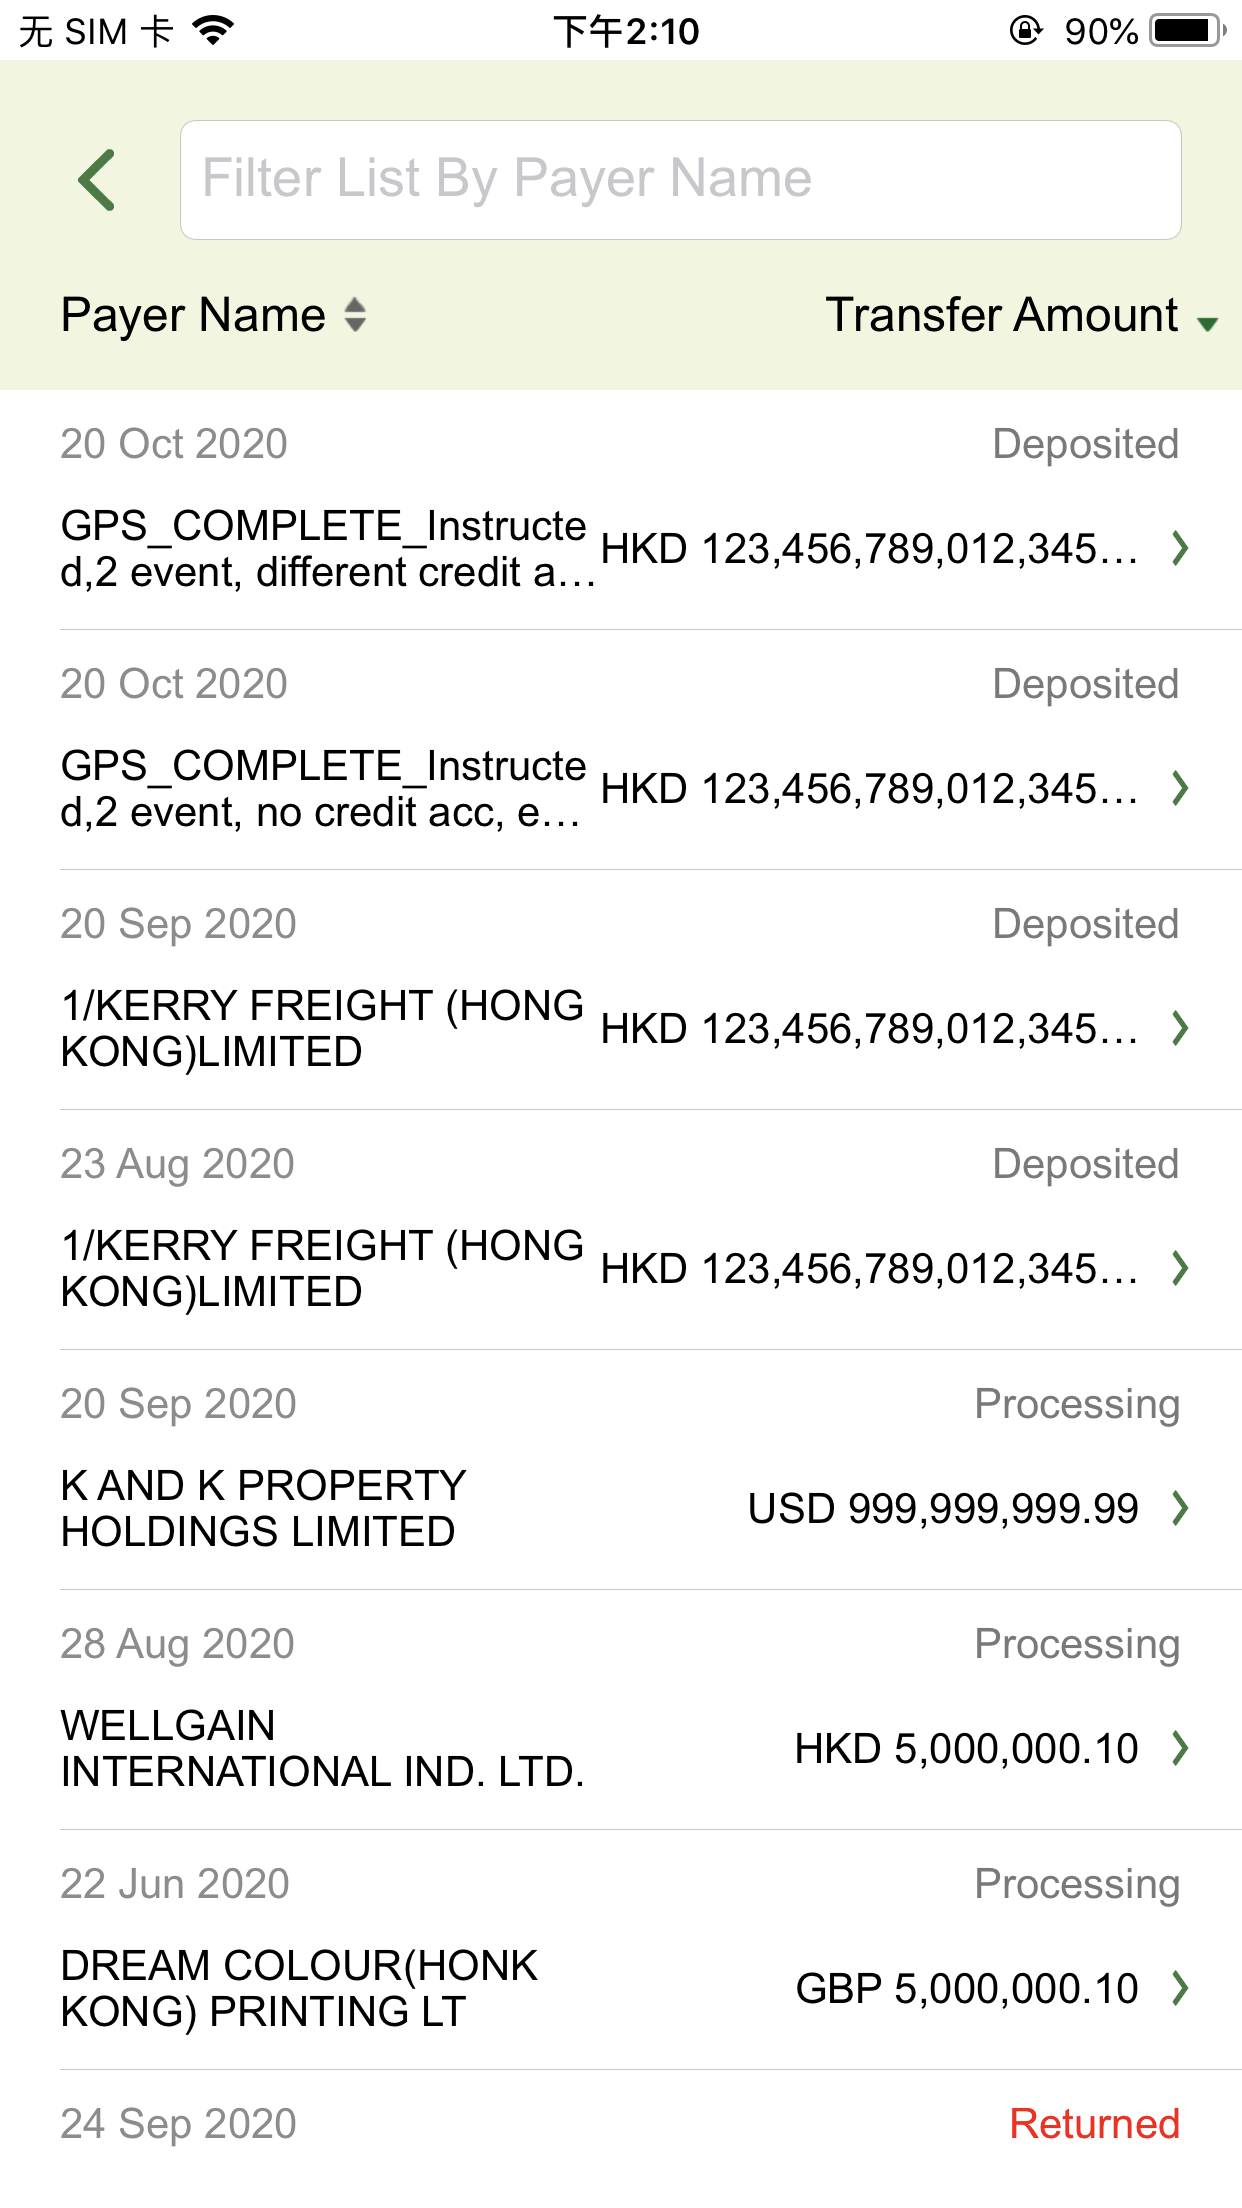 无 SIM 卡 下午2:10 90%
Filter List By Payer Name
Payer Name Transfer Amount
20 Oct 2020 Deposited
GPS_COMPLETE_Instructe
d,2 event, different credit a… HKD 123,456,789,012,345…
20 Oct 2020 Deposited
GPS_COMPLETE_Instructe
d,2 event, no credit acc, e… HKD 123,456,789,012,345…
20 Sep 2020 Deposited
1/KERRY FREIGHT (HONG
KONG)LIMITED HKD 123,456,789,012,345…
23 Aug 2020 Deposited
1/KERRY FREIGHT (HONG
KONG)LIMITED HKD 123,456,789,012,345…
20 Sep 2020 Processing
K AND K PROPERTY
HOLDINGS LIMITED USD 999,999,999.99
28 Aug 2020 Processing
WELLGAIN
INTERNATIONAL IND. LTD. HKD 5,000,000.10
22 Jun 2020 Processing
DREAM COLOUR(HONK
KONG) PRINTING LT GBP 5,000,000.10
24 Sep 2020 Returned